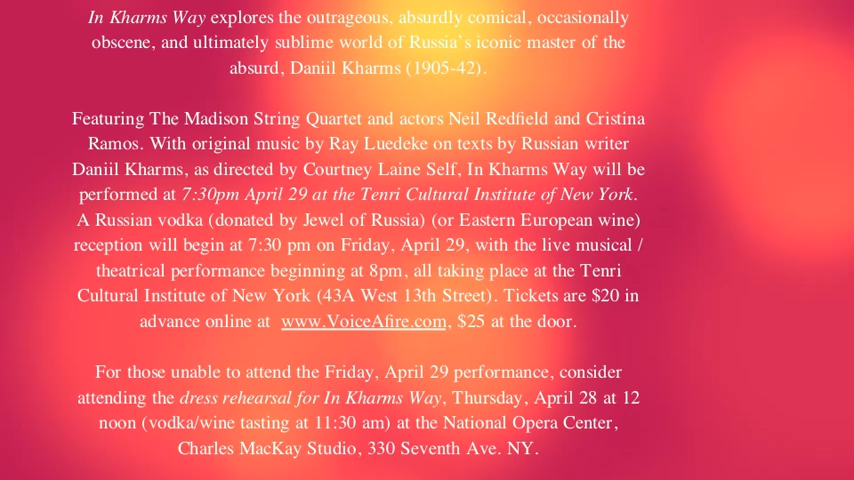 In Kharms Way explores the outrageous, absurdly comical, occasionally
obscene, and ultimately sublime world of Russia's iconic master of the
absurd, Daniil Kharms (1905-42).
Featuring The Madison String Quartet and actors Neil Redfield and Cristina
Ramos. With original music by Ray Luedeke on texts by Russian writer
Daniil Kharms, as directed by Courtney Laine Self, In Kharms Way will be
performed at 7:30pm April 29 at the Tenri Cultural Institute of New York.
A Russian vodka (donated by Jewel of Russia) (or Eastern European wine)
reception will begin at 7:30 pm on Friday, April 29, with the live musical /
theatrical performance beginning at 8pm, all taking place at the Tenri
Cultural Institute of New York (43A West 13th Street). Tickets are $20 in
advance online at www.VoiceAfire.com, $25 at the door.
For those unable to attend the Friday, April 29 performance, consider
attending the dress rehearsal for In Kharms Way, Thursday, April 28 at 12
noon (vodka/wine tasting at 11:30 am) at the National Opera Center,
Charles MacKay Studio, 330 Seventh Ave. NY.